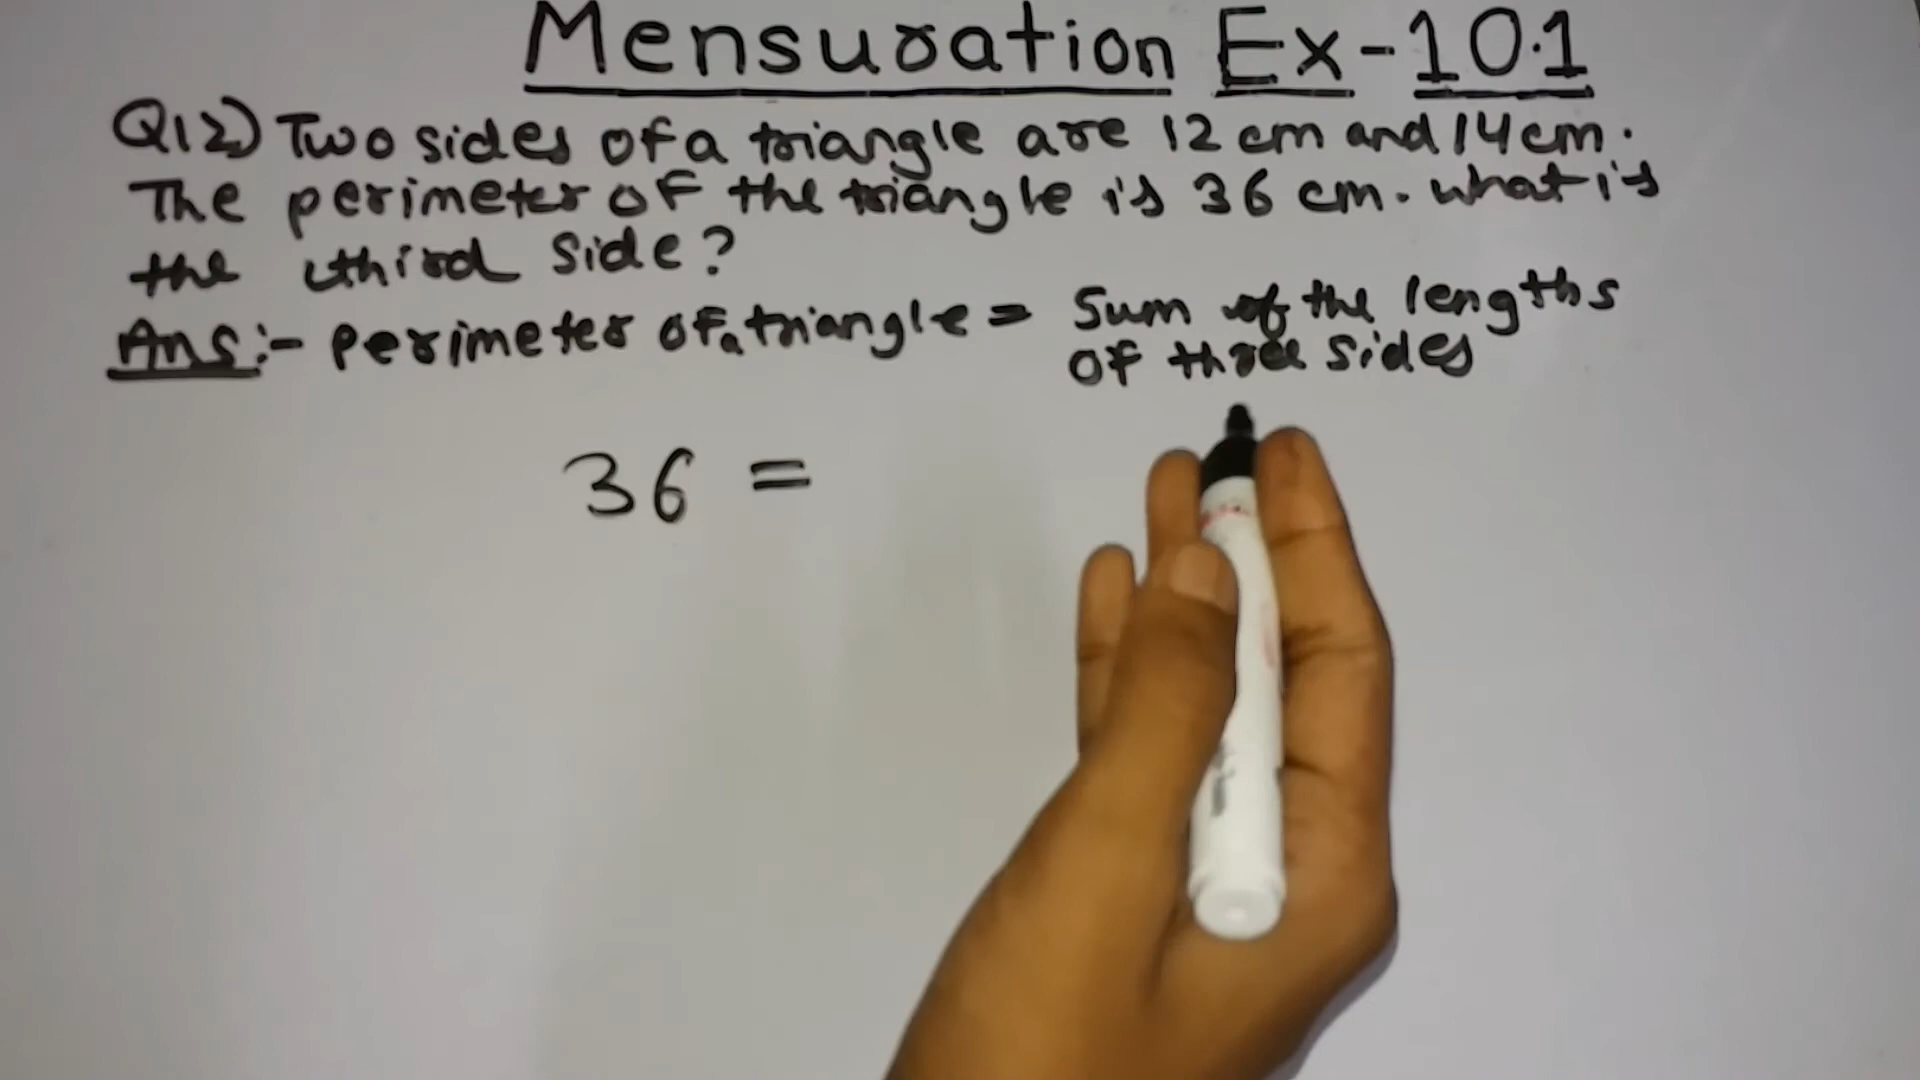 Mensuration Ex-10.1
Q12) Two sides of a triangle are 12 cm and 14 cm.
The perimeter of the triangle is 36 cm. what is
the third side?
Ans:- perimeter of a triangle = Sum of the lengths
of three sides
36 =